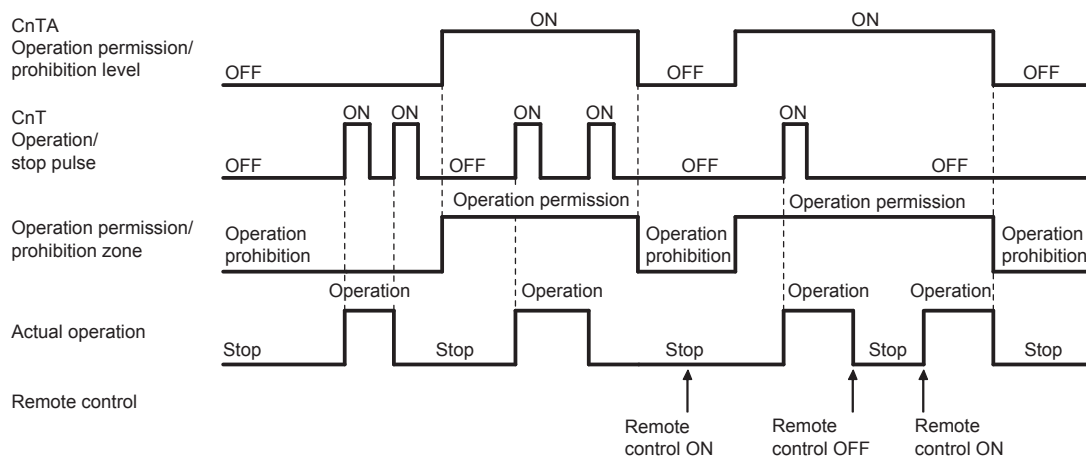 CnTA
Operation permission/
prohibition level
OFF
ON
OFF
ON
OFF
CnT
Operation/
stop pulse
OFF
ON
ON
OFF
ON
ON
OFF
ON
OFF
Operation permission/
prohibition zone
Operation
prohibition
Operation permission
Operation
prohibition
Operation permission
Operation
prohibition
Actual operation
Stop
Operation
Stop
Operation
Stop
Operation
Stop
Operation
Stop
Remote control
Remote
control ON
Remote
control OFF
Remote
control ON